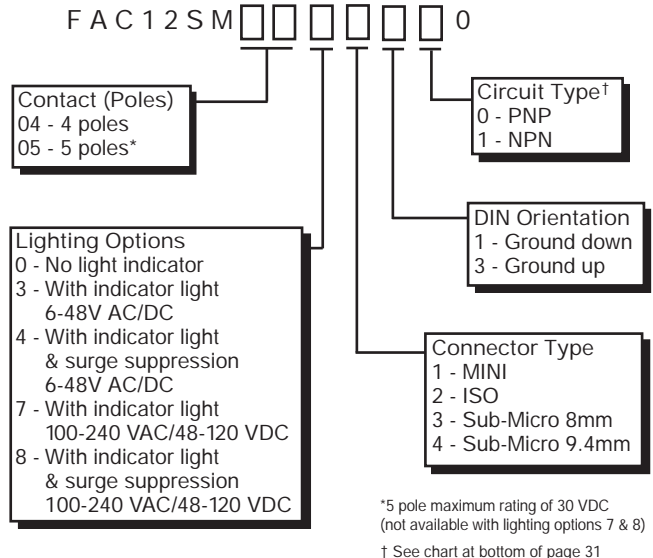 FAC12SM□□ □ □ □ □ 0
Contact (Poles)
04 - 4 poles
05 - 5 poles*
Circuit Type†
0 - PNP
1 - NPN
DIN Orientation
1 - Ground down
3 - Ground up
Lighting Options
0 - No light indicator
3 - With indicator light
6-48V AC/DC
4 - With indicator light
& surge suppression
6-48V AC/DC
7 - With indicator light
100-240 VAC/48-120 VDC
8 - With indicator light
& surge suppression
100-240 VAC/48-120 VDC
Connector Type
1 - MINI
2 - ISO
3 - Sub-Micro 8mm
4 - Sub-Micro 9.4mm
*5 pole maximum rating of 30 VDC
(not available with lighting options 7 & 8)
† See chart at bottom of page 31